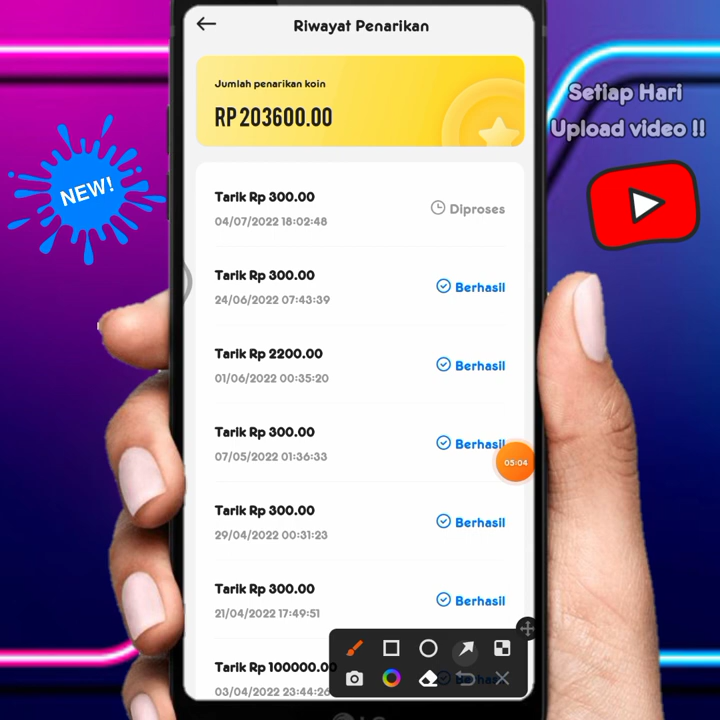 Riwayat Penarikan
Jumlah penarikan koin
RP203600.00
Setiap Hari
Upload video !!
NEW!
Tarik Rp 300.00
Diproses
04/07/2022 18:02:48
Tarik Rp 300.00
Berhasil
24/06/2022 07:43:39
Tarik Rp 2200.00
Berhasil
01/06/2022 00:35:20
Tarik Rp 300.00
Berhasil
07/05/2022 01:36:33
05:04
Tarik Rp 300.00
Berhasil
29/04/2022 00:31:23
Tarik Rp 300.00
Berhasil
21/04/2022 17:49:51
Tarik Rp 100000.00
Berhasil
03/04/2022 23:44:26
LG